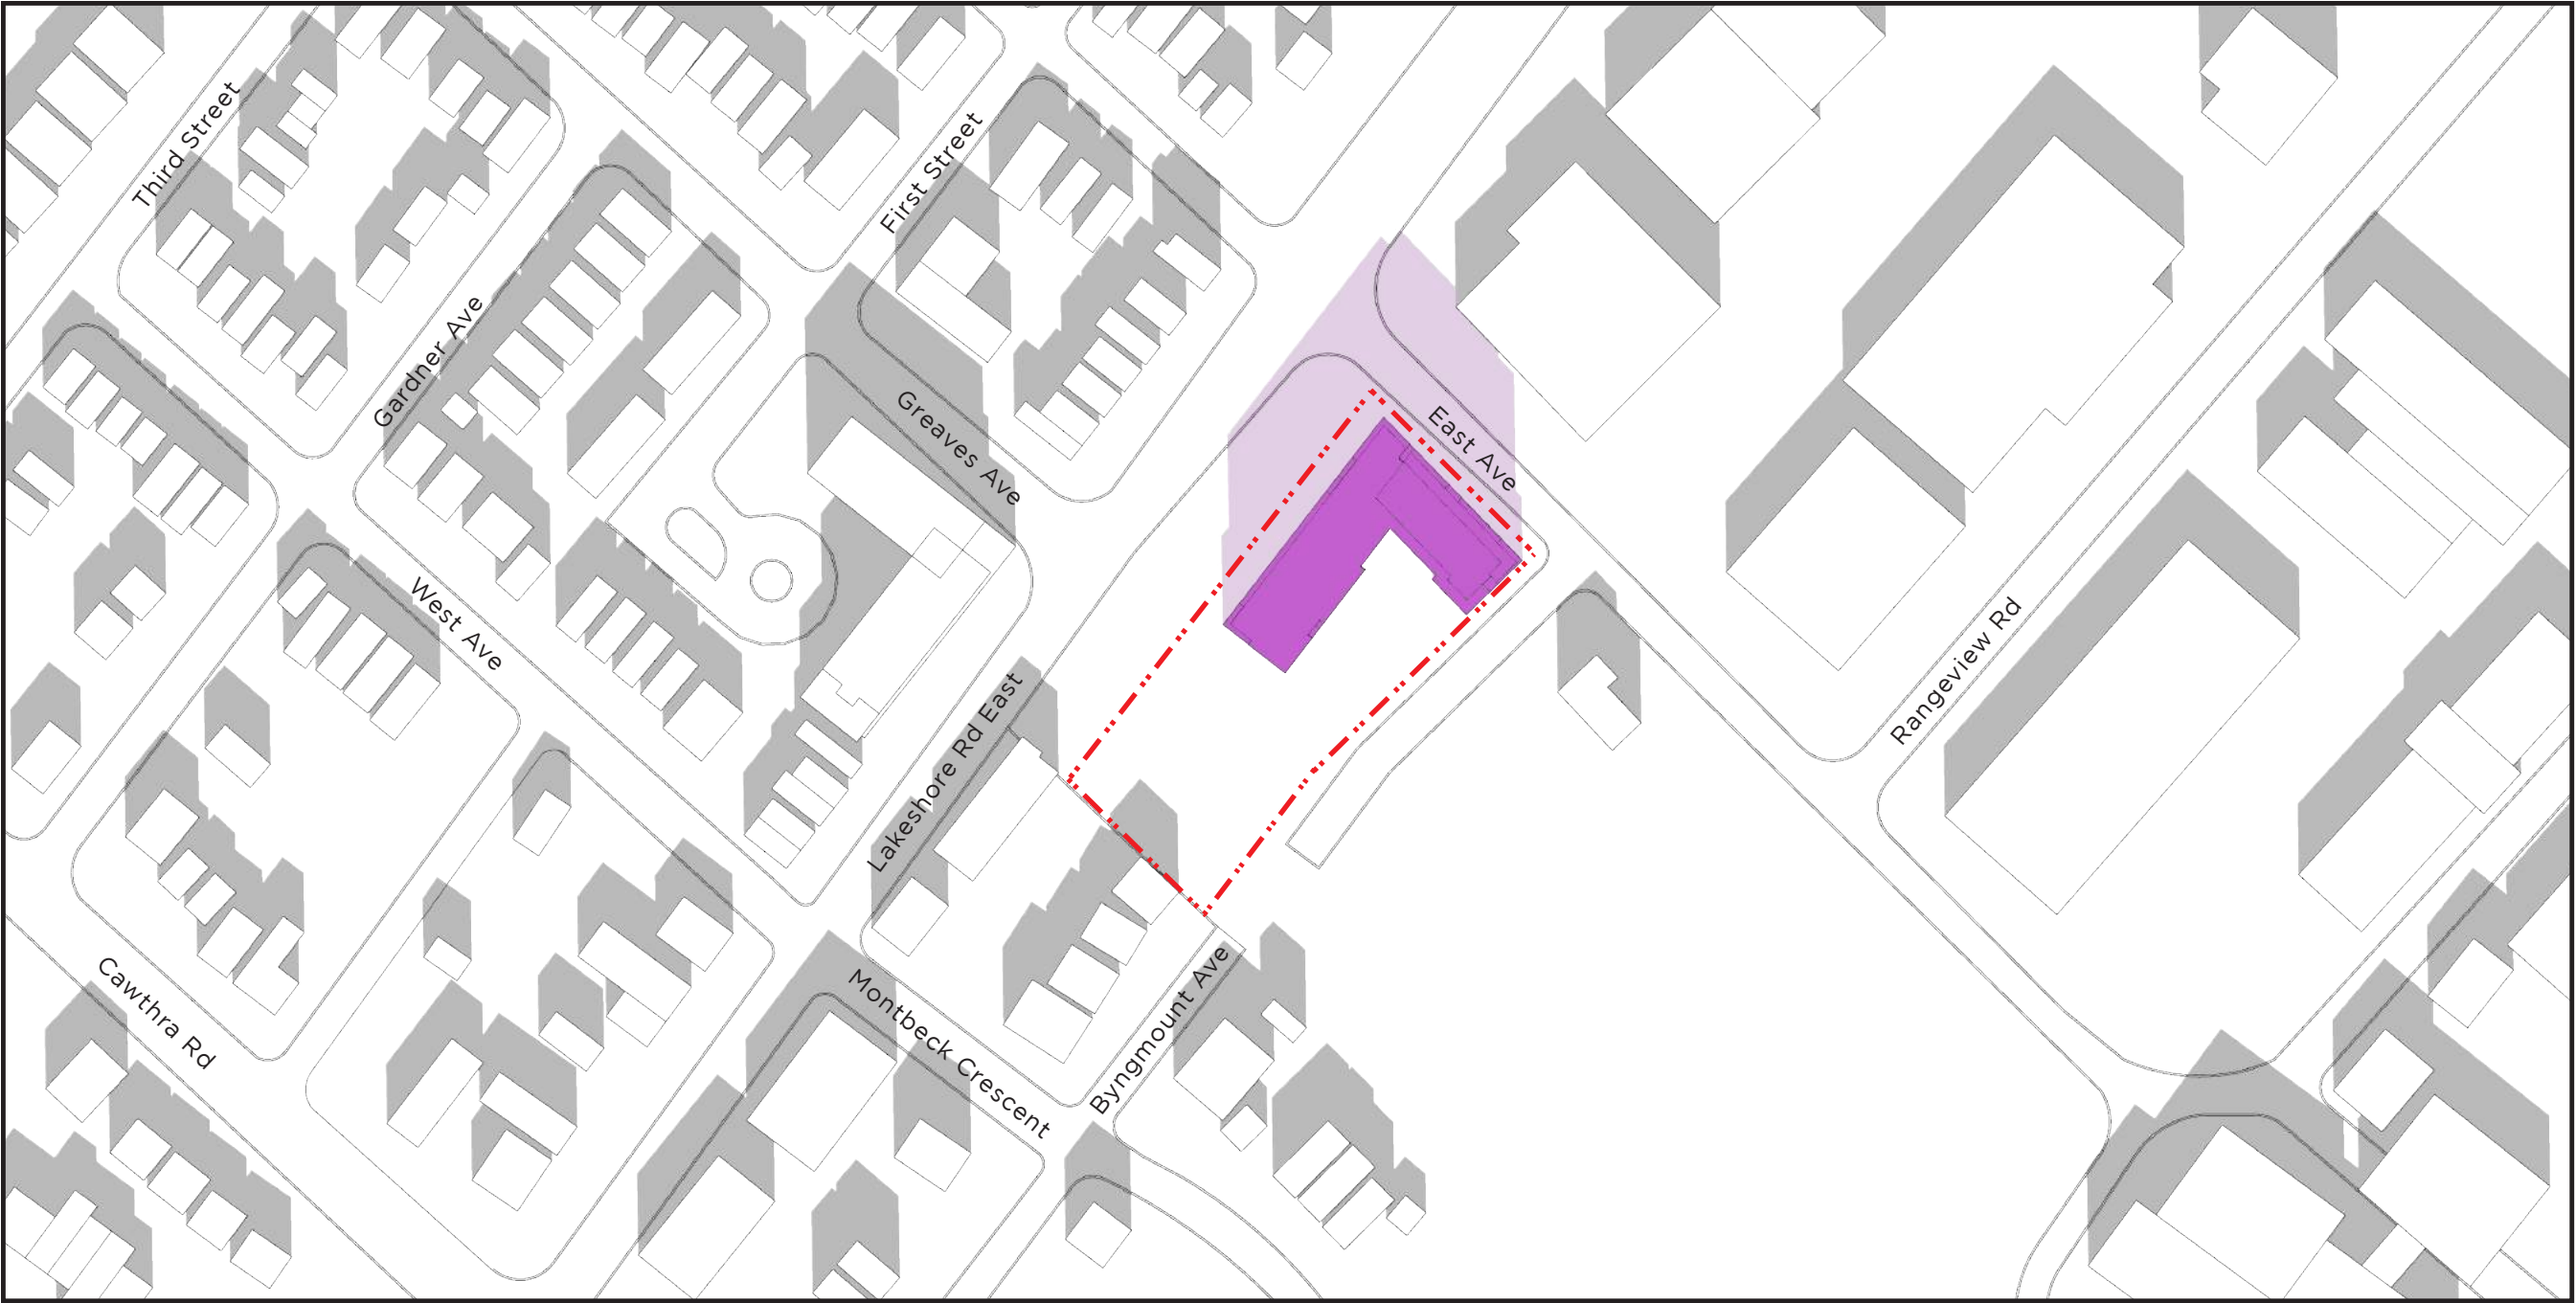 Third Street
First Street
Gardner Ave
Greaves Ave
East Ave
West Ave
Rangeview Rd
Lakeshore Rd East
Cawthra Rd
Montbeck Crescent
Byngmount Ave